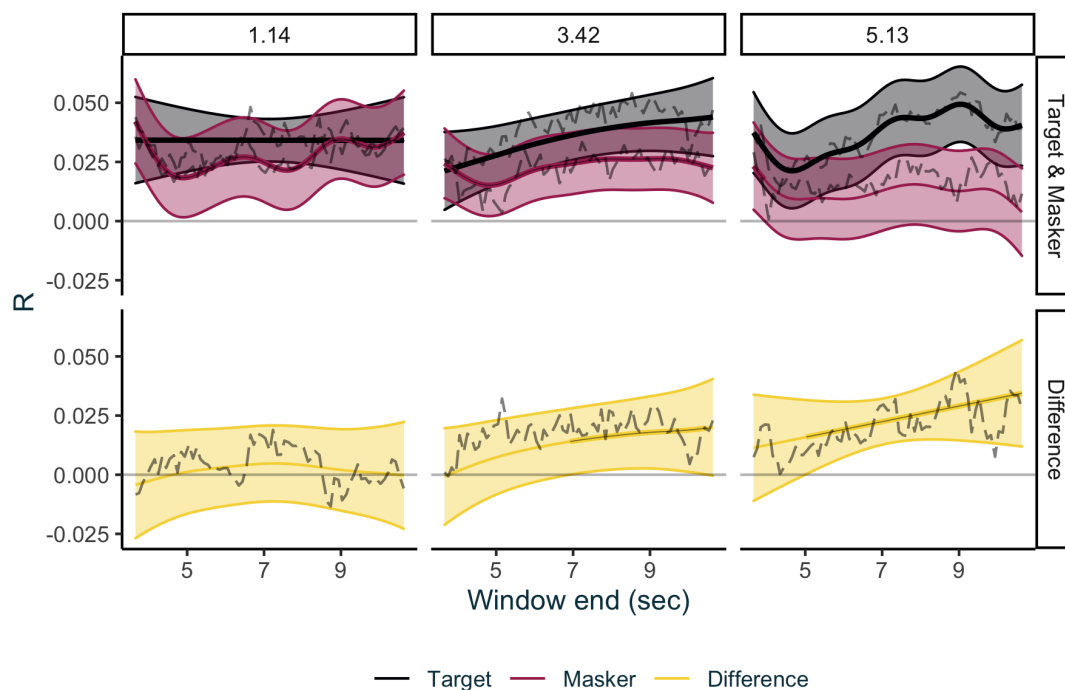 1.14 3.42 5.13
0.050
0.025
0.000
-0.025
Target & Masker
R
0.050
0.025
0.000
-0.025
Difference
5 7 9 5 7 9 5 7 9
Window end (sec)
Target Masker Difference